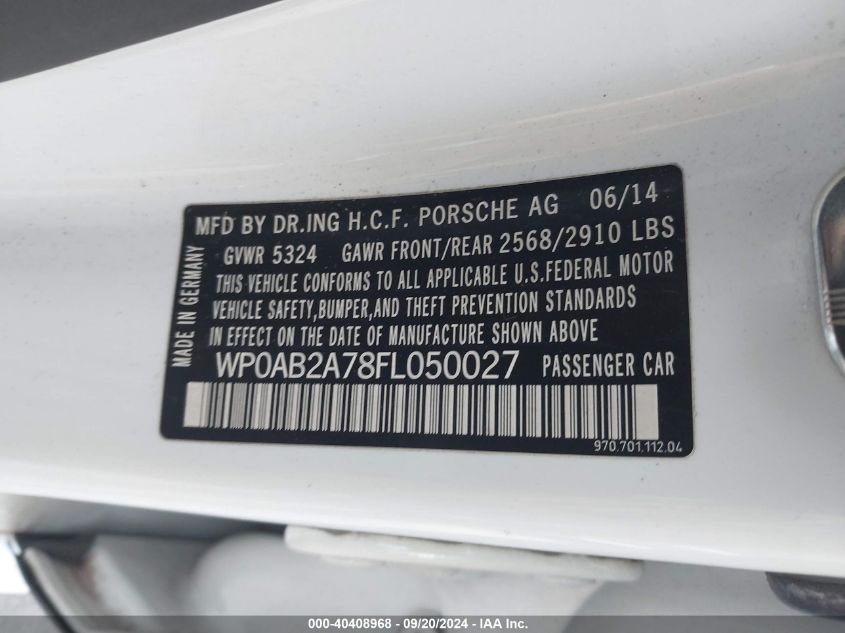 MFD BY DR.ING H.C.F. PORSCHE AG 06/14
GVWR 5324 GAWR FRONT/REAR 2568/2910 LBS
THIS VEHICLE CONFORMS TO ALL APPLICABLE U.S.FEDERAL MOTOR
VEHICLE SAFETY,BUMPER,AND THEFT PREVENTION STANDARDS
IN EFFECT ON THE DATE OF MANUFACTURE SHOWN ABOVE
WP0AB2A78FL050027 PASSENGER CAR
MADE IN GERMANY
970.701.112.04
000-40408968 - 09/20/2024 - IAA Inc.